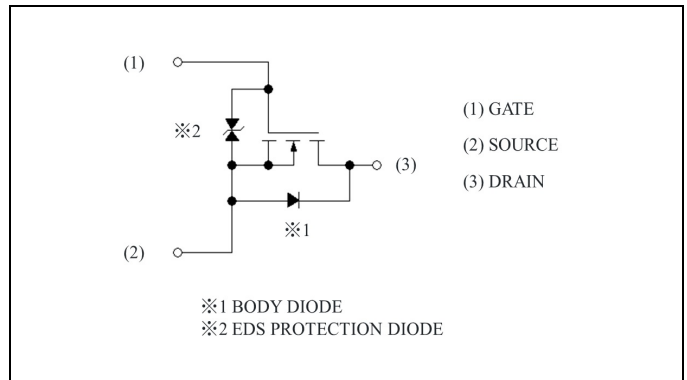 (1)
※2
(3)
※1
(2)
(1) GATE
(2) SOURCE
(3) DRAIN
※1 BODY DIODE
※2 EDS PROTECTION DIODE